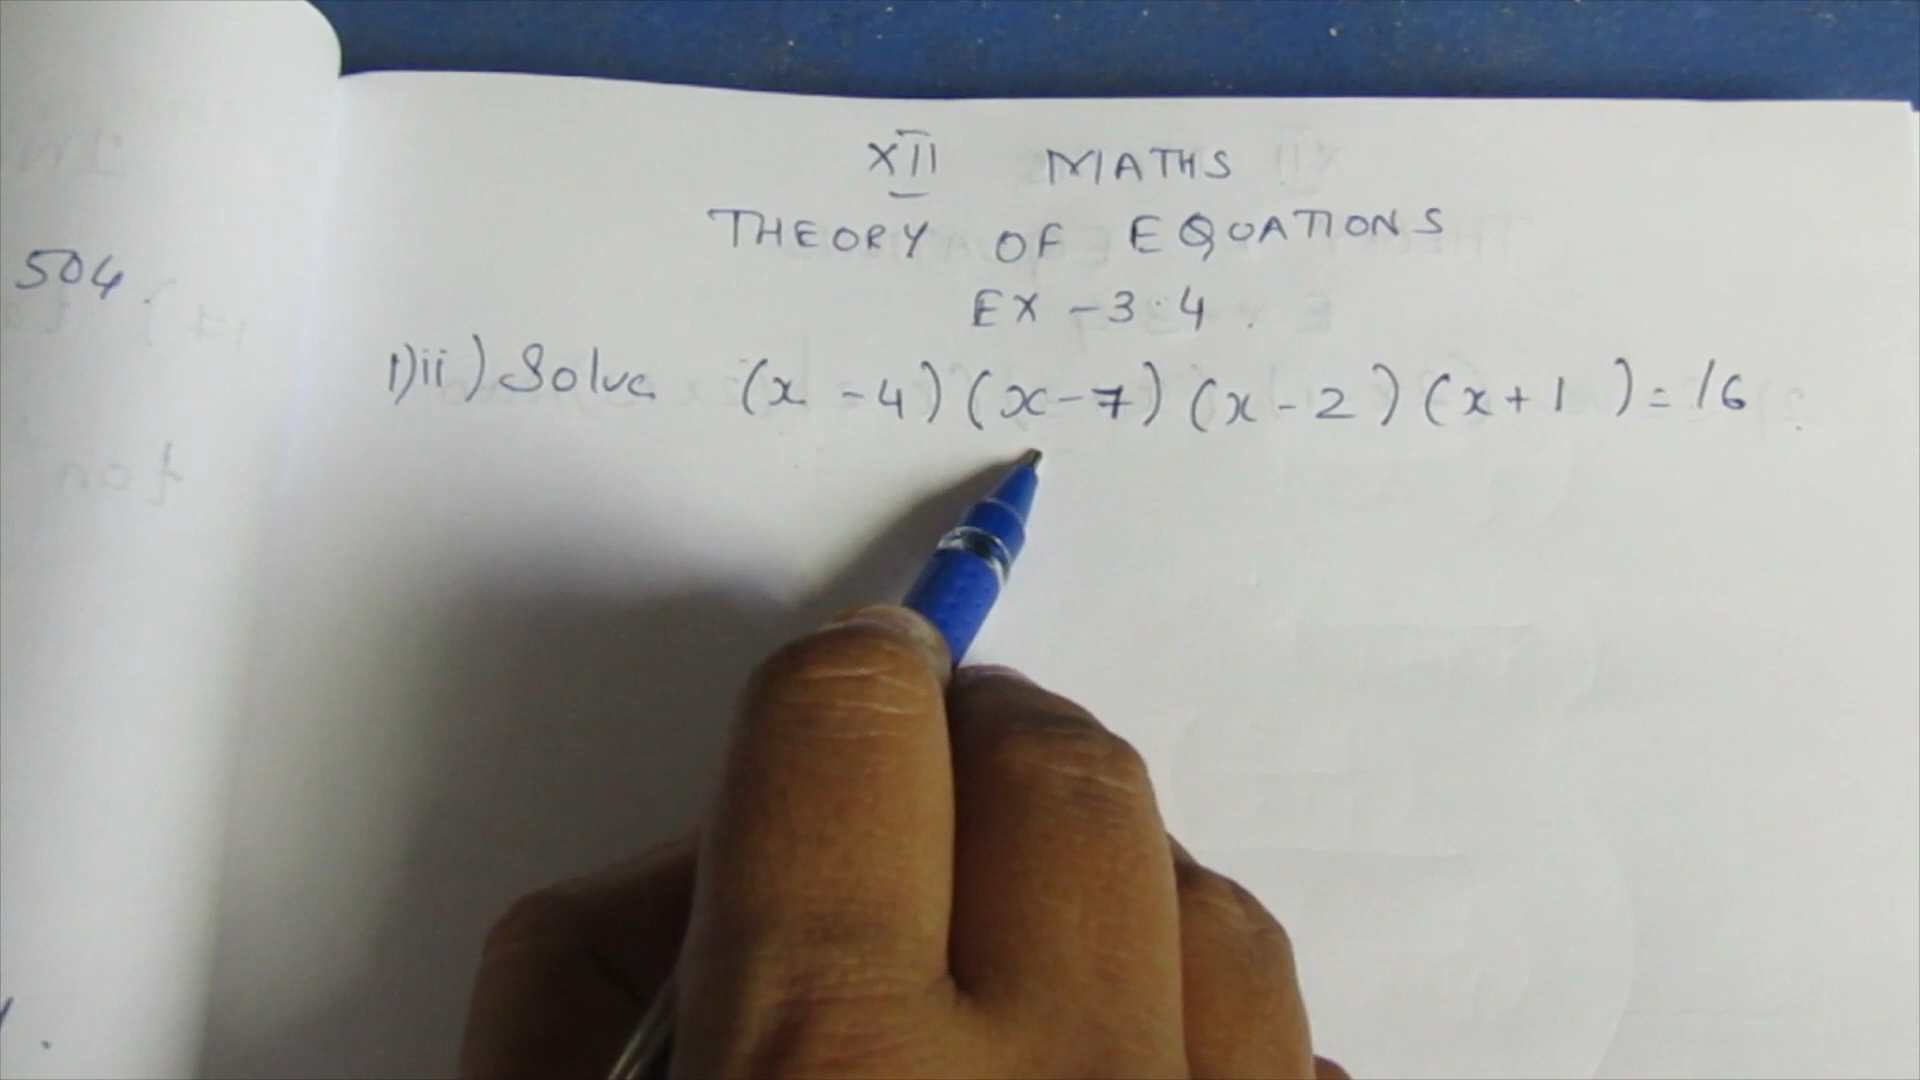 XII MATHS
THEORY OF EQUATIONS
EX - 3.4.
1)ii) Solve (x - 4)(x - 7)(x - 2)(x + 1) = 16
504.